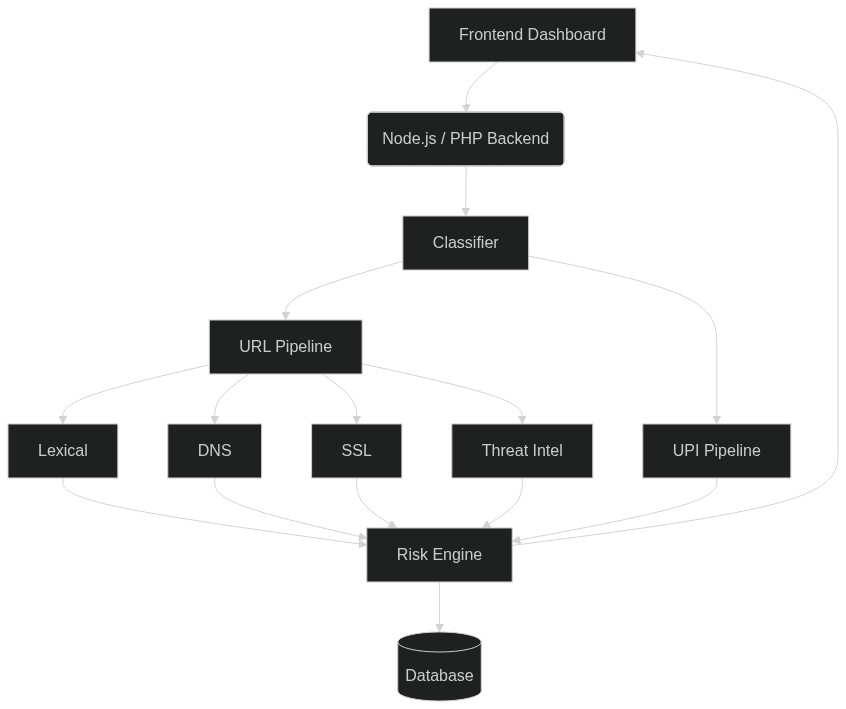 Frontend Dashboard
Node.js / PHP Backend
Classifier
URL Pipeline
Lexical
DNS
SSL
Threat Intel
UPI Pipeline
Risk Engine
Database